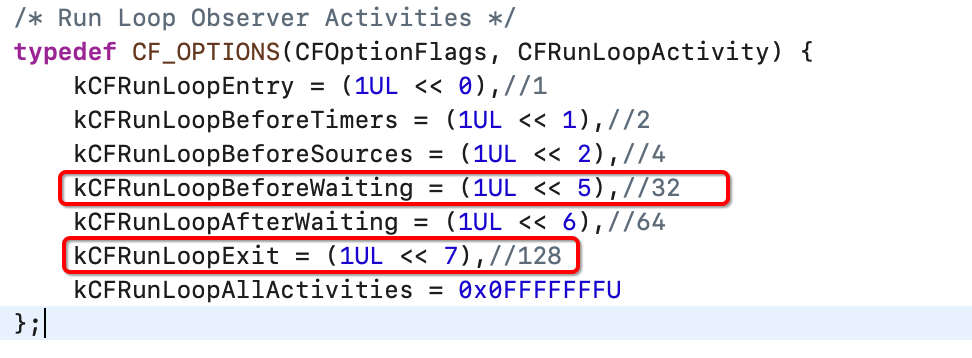 /* Run Loop Observer Activities */
typedef CF_OPTIONS(CFOptionFlags, CFRunLoopActivity) {
    kCFRunLoopEntry = (1UL << 0),//1
    kCFRunLoopBeforeTimers = (1UL << 1),//2
    kCFRunLoopBeforeSources = (1UL << 2),//4
    kCFRunLoopBeforeWaiting = (1UL << 5),//32
    kCFRunLoopAfterWaiting = (1UL << 6),//64
    kCFRunLoopExit = (1UL << 7),//128
    kCFRunLoopAllActivities = 0x0FFFFFFFU
};